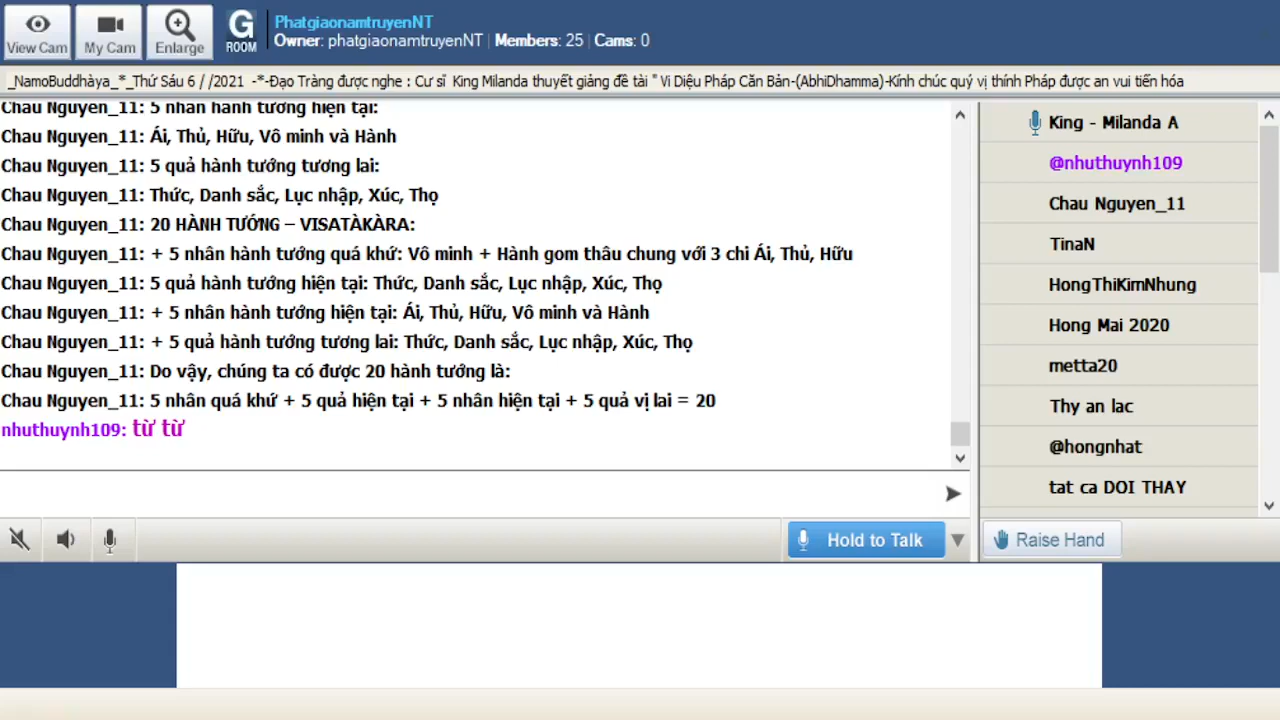 View Cam
My Cam
Enlarge
G
ROOM
PhatgiaonamtruyenNT
Owner: phatgiaonamtruyenNT | Members: 25 | Cams: 0
_NamoBuddhàya_*_Thứ Sáu 6 / /2021 -*-Đạo Tràng được nghe : Cư sĩ King Milanda thuyết giảng đề tài " Vi Diệu Pháp Căn Bản-(AbhiDhamma)-Kính chúc quý vị thính Pháp được an vui tiến hóa
Chau Nguyen_11: 5 nhân hành tướng hiện tại:
Chau Nguyen_11: Ái, Thủ, Hữu, Vô minh và Hành
Chau Nguyen_11: 5 quả hành tướng tương lai:
Chau Nguyen_11: Thức, Danh sắc, Lục nhập, Xúc, Thọ
Chau Nguyen_11: 20 HÀNH TƯỚNG – VISATÀKÀRA:
Chau Nguyen_11: + 5 nhân hành tướng quá khứ: Vô minh + Hành gom thâu chung với 3 chi Ái, Thủ, Hữu
Chau Nguyen_11: 5 quả hành tướng hiện tại: Thức, Danh sắc, Lục nhập, Xúc, Thọ
Chau Nguyen_11: + 5 nhân hành tướng hiện tại: Ái, Thủ, Hữu, Vô minh và Hành
Chau Nguyen_11: + 5 quả hành tướng tương lai: Thức, Danh sắc, Lục nhập, Xúc, Thọ
Chau Nguyen_11: Do vậy, chúng ta có được 20 hành tướng là:
Chau Nguyen_11: 5 nhân quá khứ + 5 quả hiện tại + 5 nhân hiện tại + 5 quả vị lai = 20
nhuthuynh109: từ từ
King - Milanda A
@nhuthuynh109
Chau Nguyen_11
TinaN
HongThiKimNhung
Hong Mai 2020
metta20
Thy an lac
@hongnhat
tat ca DOI THAY
Hold to Talk
Raise Hand